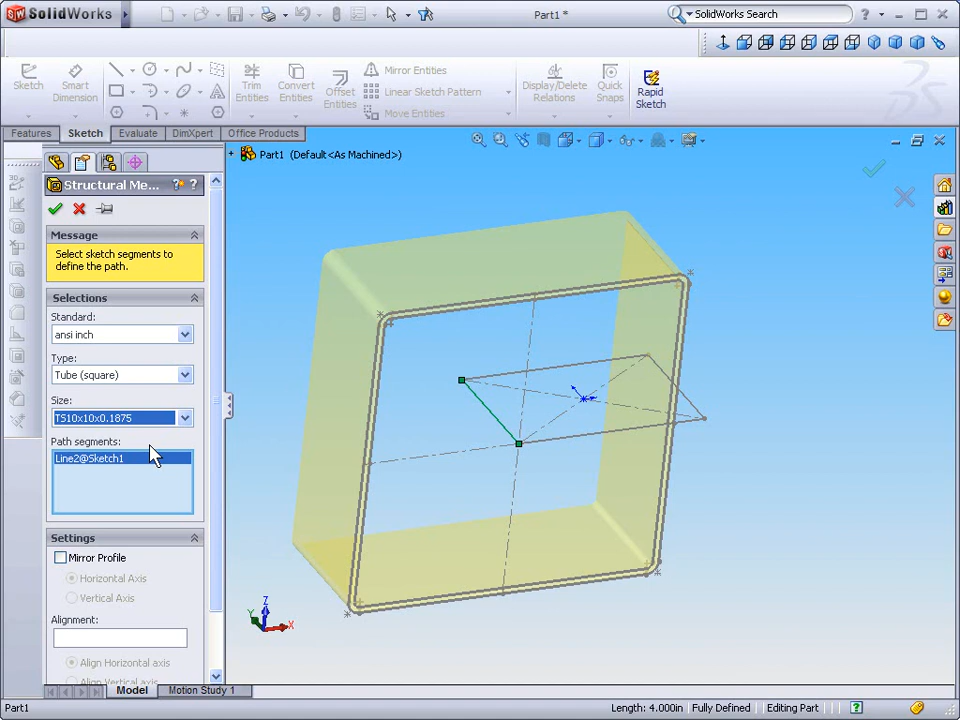 SolidWorks
Part1 *
SolidWorks Search
Sketch
Smart Dimension
Trim Entities
Convert Entities
Offset Entities
Mirror Entities
Linear Sketch Pattern
Move Entities
Display/Delete Relations
Quick Snaps
Rapid Sketch
Features
Sketch
Evaluate
DimXpert
Office Products
Part1 (Default<As Machined>)
Structural Me...
Message
Select sketch segments to
define the path.
Selections
Standard:
ansi inch
Type:
Tube (square)
Size:
TS10x10x0.1875
Path segments:
Line2@Sketch1
Settings
Mirror Profile
Horizontal Axis
Vertical Axis
Alignment:
Align Horizontal axis
Align Vertical axis
Z
Y
X
Model
Motion Study 1
Part1
Length: 4.000in
Fully Defined
Editing Part